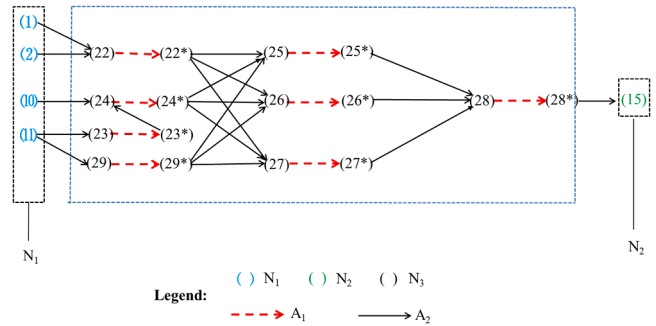 (1)
(2) (22) (22*) (25) (25*)
(10) (24) (24*) (26) (26*) (28) (28*) (15)
(11) (23) (23*)
(29) (29*) (27) (27*)
N1 N2
( ) N1 ( ) N2 ( ) N3
Legend:
A1 A2